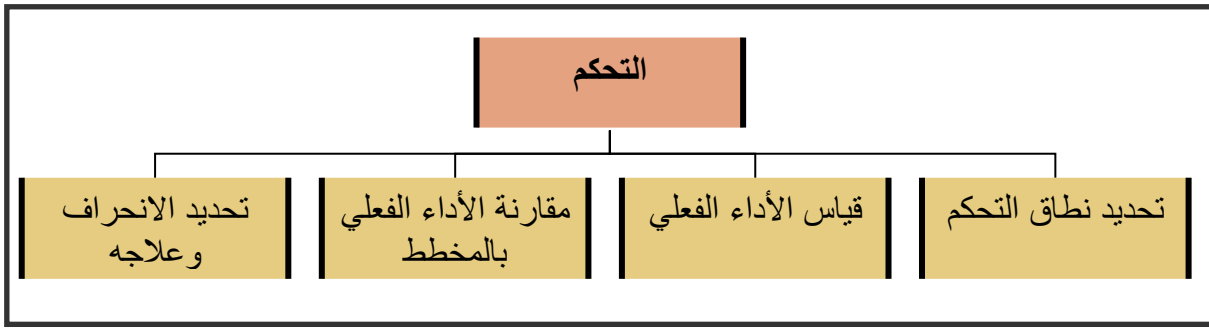 التحكم
تحديد نطاق التحكم
قياس الأداء الفعلي
مقارنة الأداء الفعلي
بالمخطط
تحديد الانحراف
وعلاجه